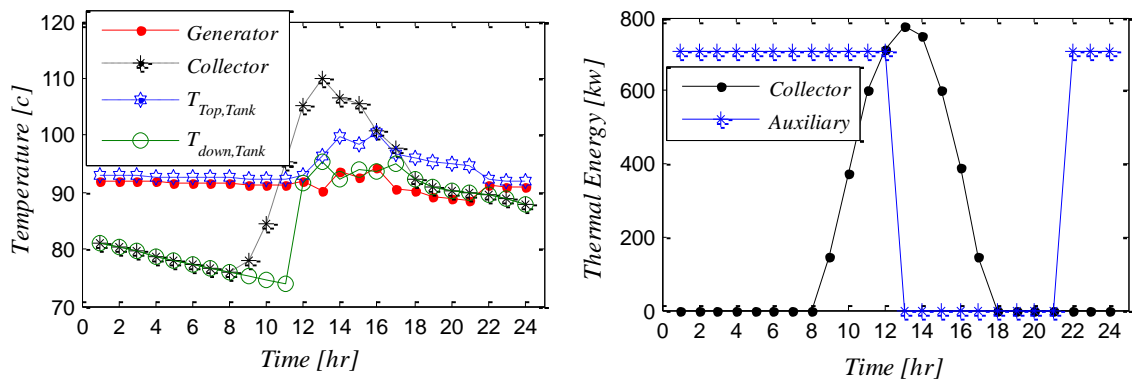 120
110
100
90
80
70
Temperature [c]
Generator
Collector
T_Top,Tank
T_down,Tank
0 2 4 6 8 10 12 14 16 18 20 22 24
Time [hr]
800
600
400
200
0
Thermal Energy [kw]
Collector
Auxiliary
0 2 4 6 8 10 12 14 16 18 20 22 24
Time [hr]